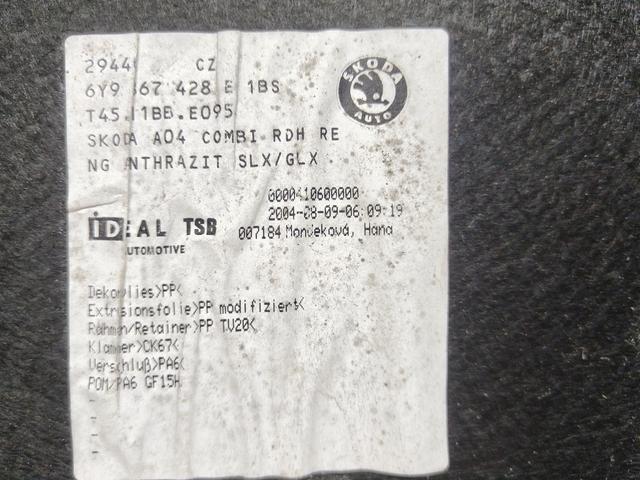 2944 CZ
6Y9 867 428 E 1BS
T45.11BB.E095
SKODA A04 COMBI RDH RE
NG ANTHRAZIT SLX/GLX
SKODA
AUTO
0000410600000
2004-08-09-06:09:19
IDEAL TSB
007184 Hana
AUTOMOTIVE
Dekorvlies>PP<
Extrusionsfolie>PP modifiziert<
Rahmen/Retainer>PP TV20<
Klammer>CK67<
Verschluß>PA6<
POM/PA6 GF15H
-
-
-
-